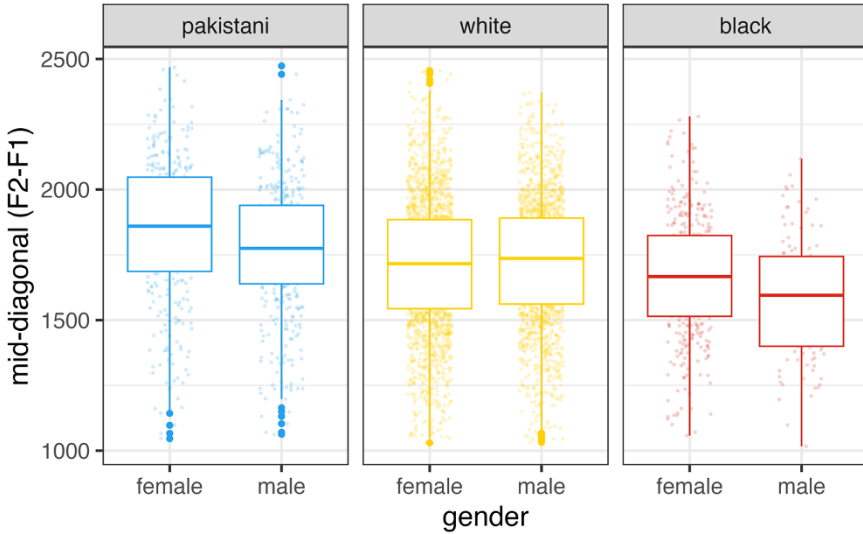 pakistani
white
black
mid-diagonal (F2-F1)
2500
2000
1500
1000
female
male
female
male
female
male
gender